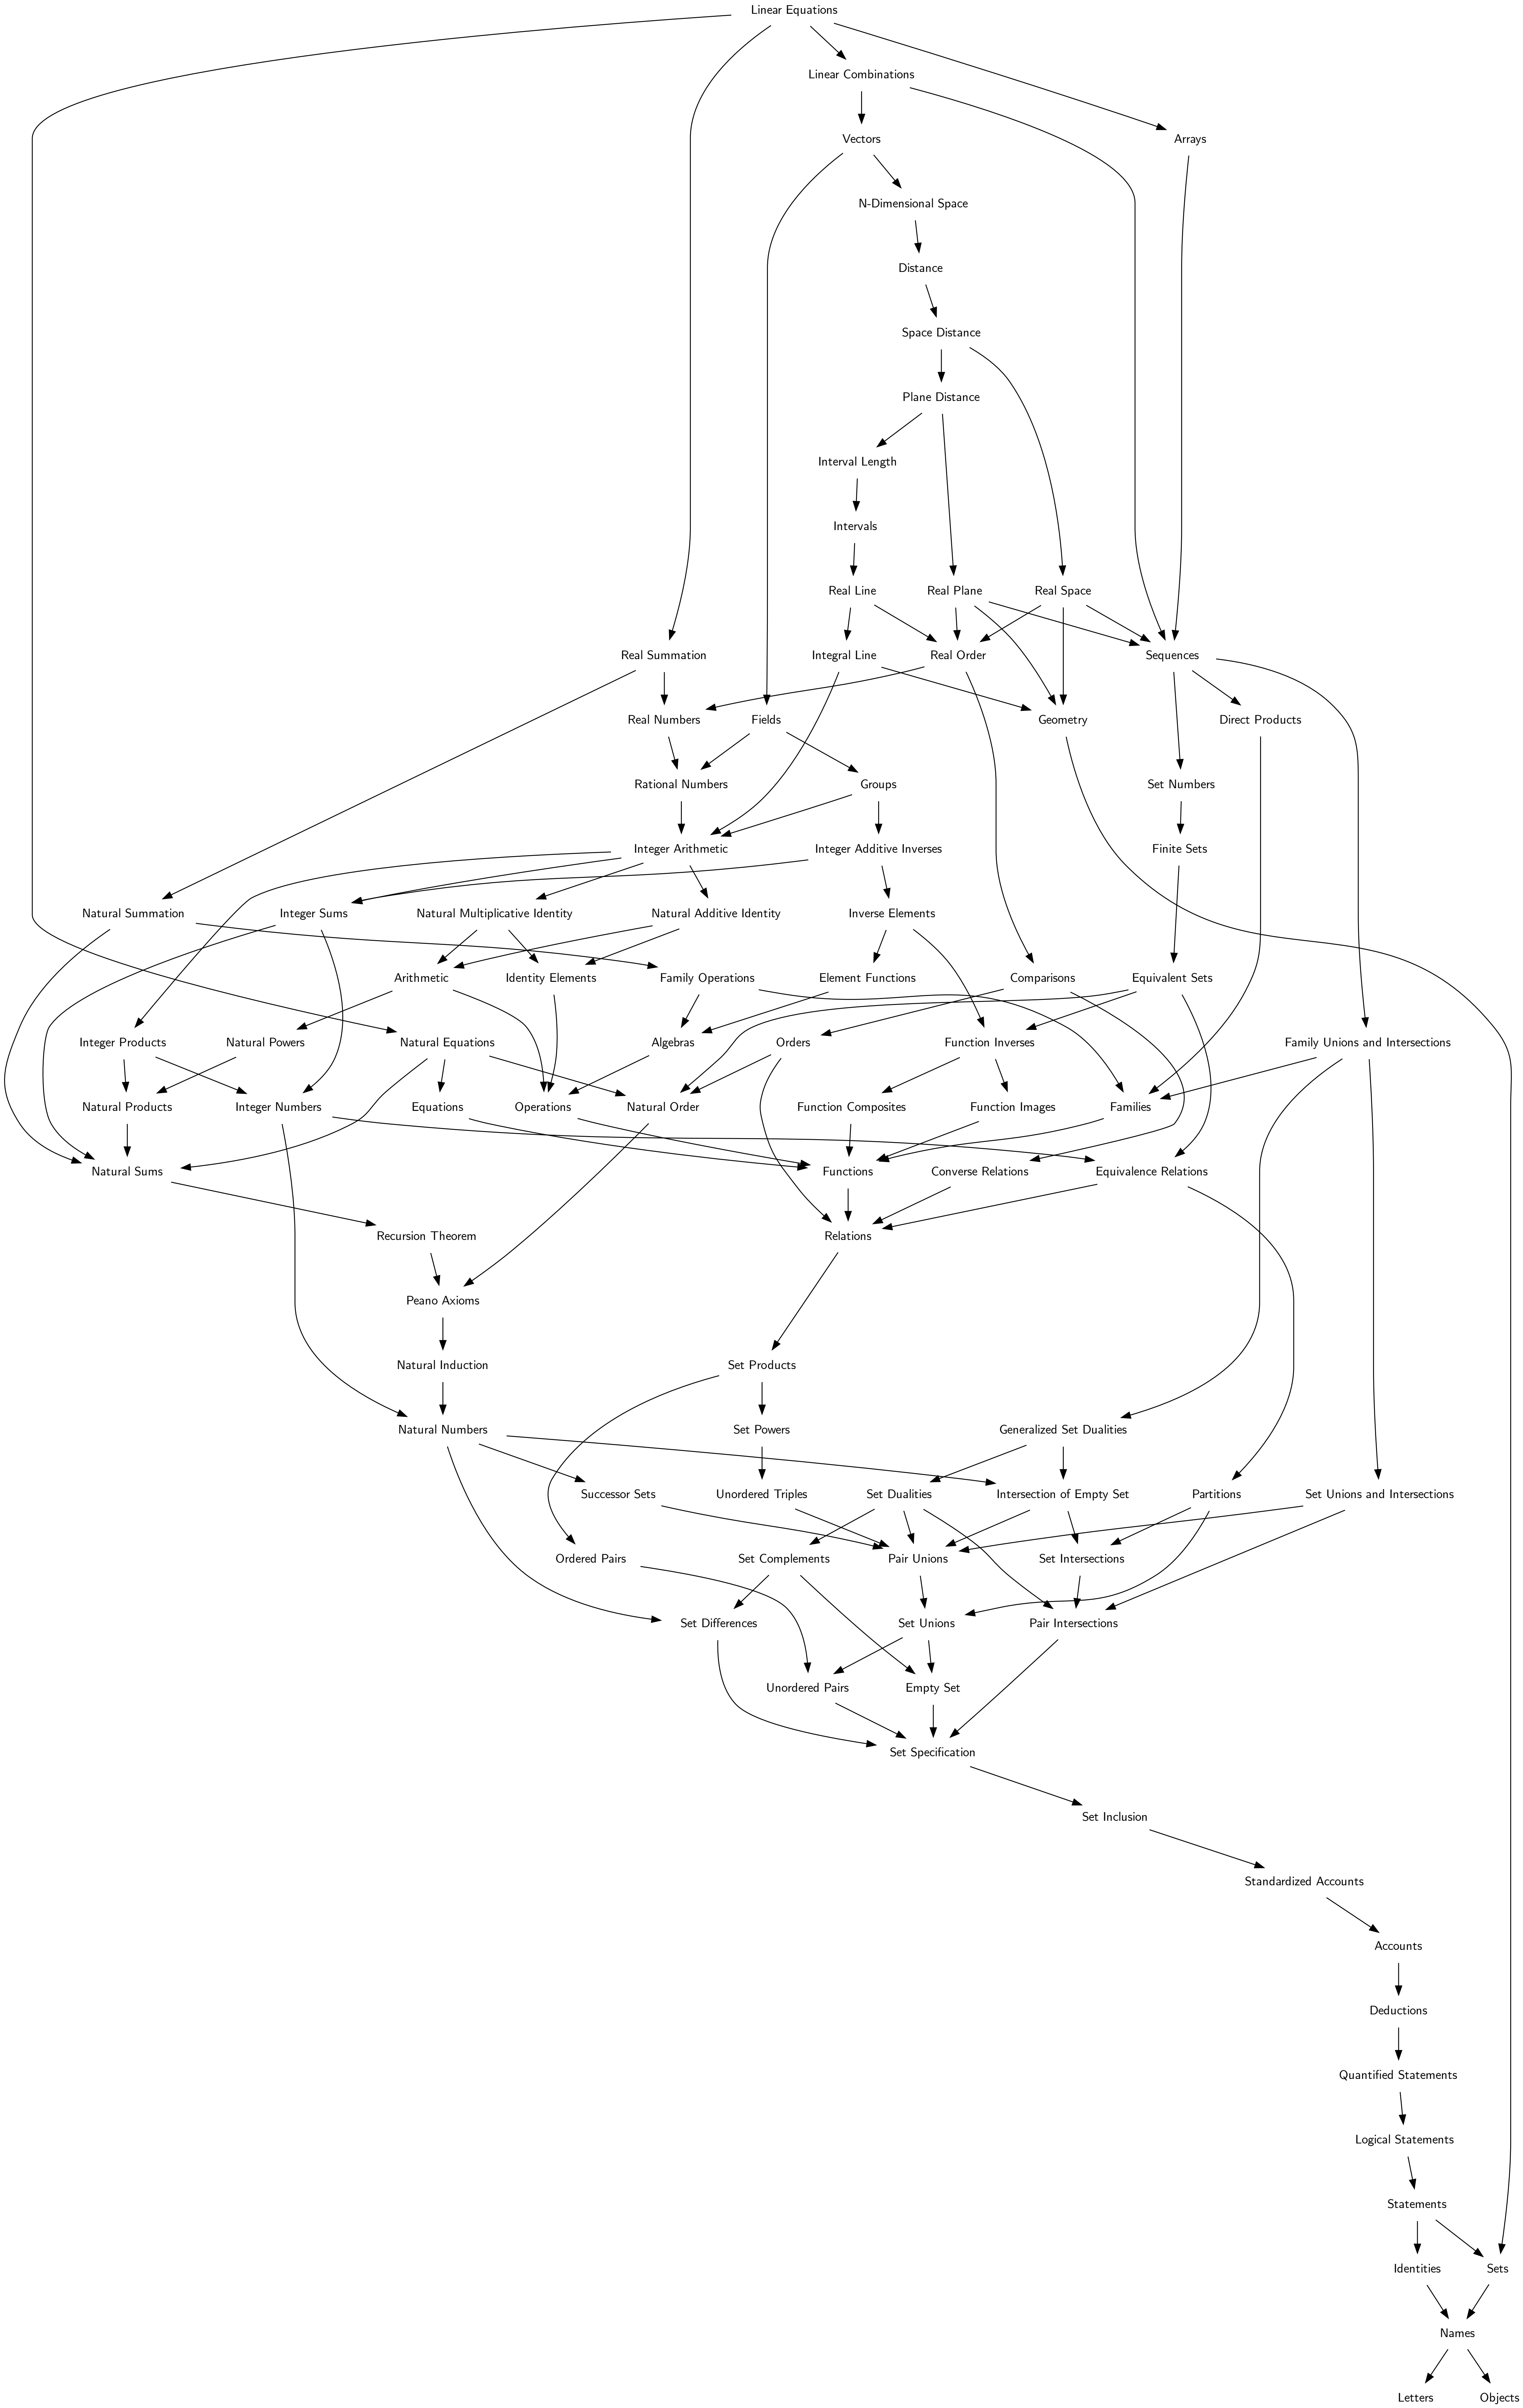 Linear Equations
Linear Combinations
Vectors
Arrays
N-Dimensional Space
Distance
Space Distance
Plane Distance
Interval Length
Intervals
Real Line
Real Plane
Real Space
Real Summation
Integral Line
Real Order
Sequences
Real Numbers
Fields
Geometry
Direct Products
Rational Numbers
Groups
Set Numbers
Integer Arithmetic
Integer Additive Inverses
Finite Sets
Natural Summation
Integer Sums
Natural Multiplicative Identity
Natural Additive Identity
Inverse Elements
Arithmetic
Identity Elements
Family Operations
Element Functions
Comparisons
Equivalent Sets
Integer Products
Natural Powers
Natural Equations
Algebras
Orders
Function Inverses
Family Unions and Intersections
Natural Products
Integer Numbers
Equations
Operations
Natural Order
Function Composites
Function Images
Families
Natural Sums
Functions
Converse Relations
Equivalence Relations
Recursion Theorem
Relations
Peano Axioms
Natural Induction
Set Products
Natural Numbers
Set Powers
Generalized Set Dualities
Successor Sets
Unordered Triples
Set Dualities
Intersection of Empty Set
Partitions
Set Unions and Intersections
Ordered Pairs
Set Complements
Pair Unions
Set Intersections
Set Differences
Set Unions
Pair Intersections
Unordered Pairs
Empty Set
Set Specification
Set Inclusion
Standardized Accounts
Accounts
Deductions
Quantified Statements
Logical Statements
Statements
Identities
Sets
Names
Letters
Objects